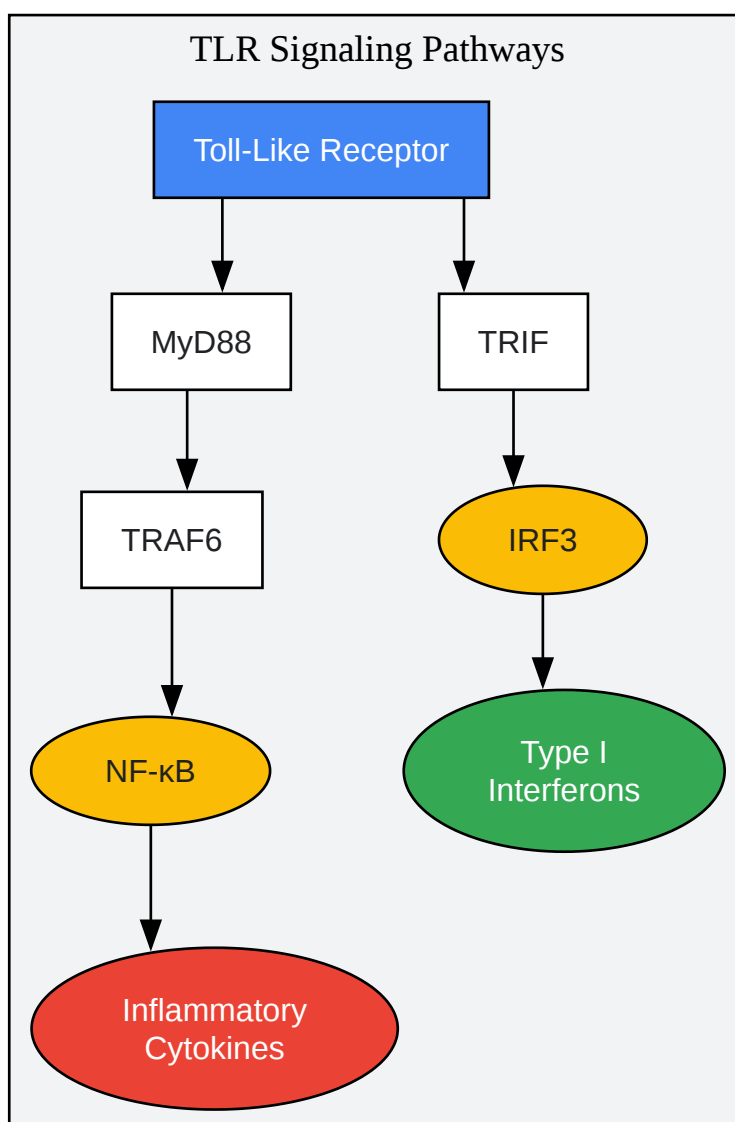 TLR Signaling Pathways
Toll-Like Receptor
MyD88
TRIF
TRAF6
IRF3
NF-κB
Type I
Interferons
Inflammatory
Cytokines